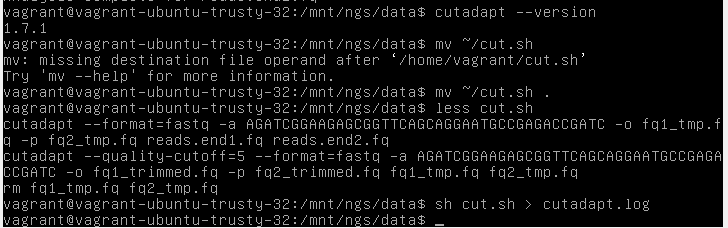 vagrant@vagrant-ubuntu-trusty-32:/mnt/ngs/data$ cutadapt --version
1.7.1
vagrant@vagrant-ubuntu-trusty-32:/mnt/ngs/data$ mv ~/cut.sh
mv: missing destination file operand after ‘/home/vagrant/cut.sh’
Try 'mv --help' for more information.
vagrant@vagrant-ubuntu-trusty-32:/mnt/ngs/data$ mv ~/cut.sh .
vagrant@vagrant-ubuntu-trusty-32:/mnt/ngs/data$ less cut.sh
cutadapt --format=fastq -a AGATCGGAAGAGCGGTTCAGCAGGAATGCCGAGACCGATC -o fq1_tmp.f
q -p fq2_tmp.fq reads.end1.fq reads.end2.fq
cutadapt --quality-cutoff=5 --format=fastq -a AGATCGGAAGAGCGGTTCAGCAGGAATGCCGAGA
CCGATC -o fq1_trimmed.fq -p fq2_trimmed.fq fq1_tmp.fq fq2_tmp.fq
rm fq1_tmp.fq fq2_tmp.fq
vagrant@vagrant-ubuntu-trusty-32:/mnt/ngs/data$ sh cut.sh > cutadapt.log
vagrant@vagrant-ubuntu-trusty-32:/mnt/ngs/data$ _